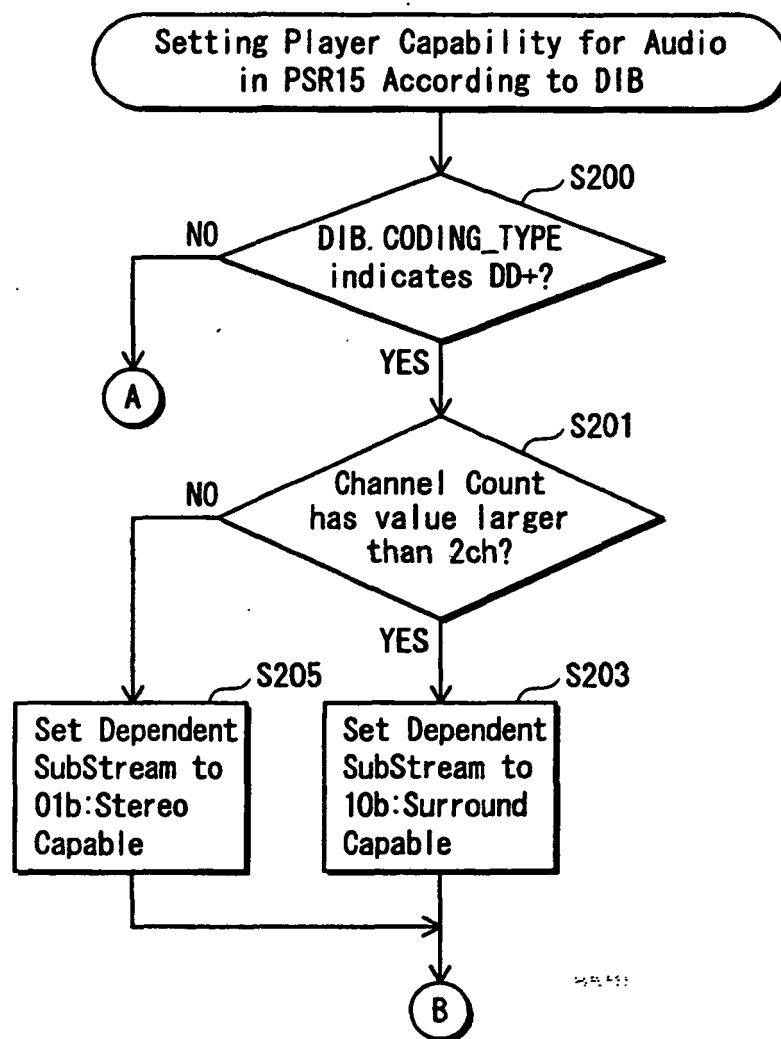 Setting Player Capability for Audio
in PSR15 According to DIB
S200
NO
DIB.CODING_TYPE
indicates DD+?
YES
A
S201
NO
Channel Count
has value larger
than 2ch?
YES
S205
S203
Set Dependent
SubStream to
01b:Stereo
Capable
Set Dependent
SubStream to
10b:Surround
Capable
B